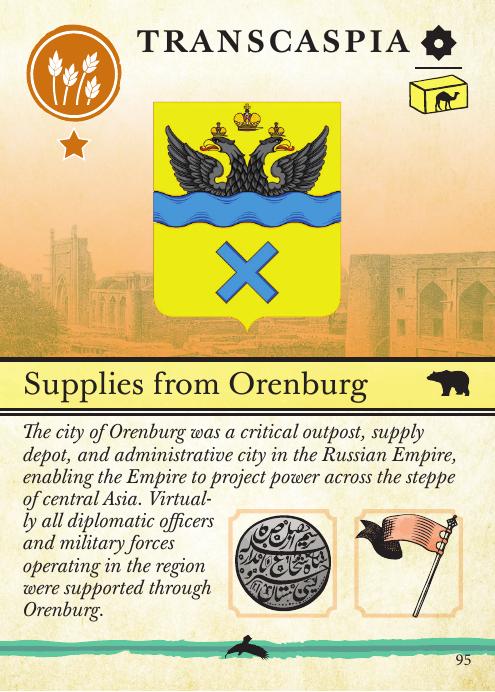 TRANSCASPIA
Supplies from Orenburg
The city of Orenburg was a critical outpost, supply
depot, and administrative city in the Russian Empire,
enabling the Empire to project power across the steppe
of central Asia. Virtual-
ly all diplomatic officers
and military forces
operating in the region
were supported through
Orenburg.
95